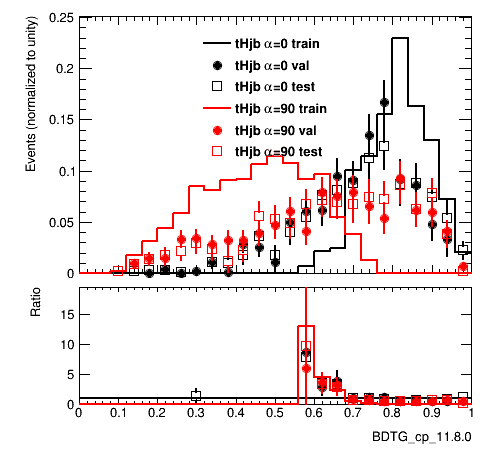 Events (normalized to unity)
0.25
0.2
0.15
0.1
0.05
0
tHjb α=0 train
tHjb α=0 val
tHjb α=0 test
tHjb α=90 train
tHjb α=90 val
tHjb α=90 test
Ratio
15
10
5
0
0 0.1 0.2 0.3 0.4 0.5 0.6 0.7 0.8 0.9 1
BDTG_cp_11.8.0